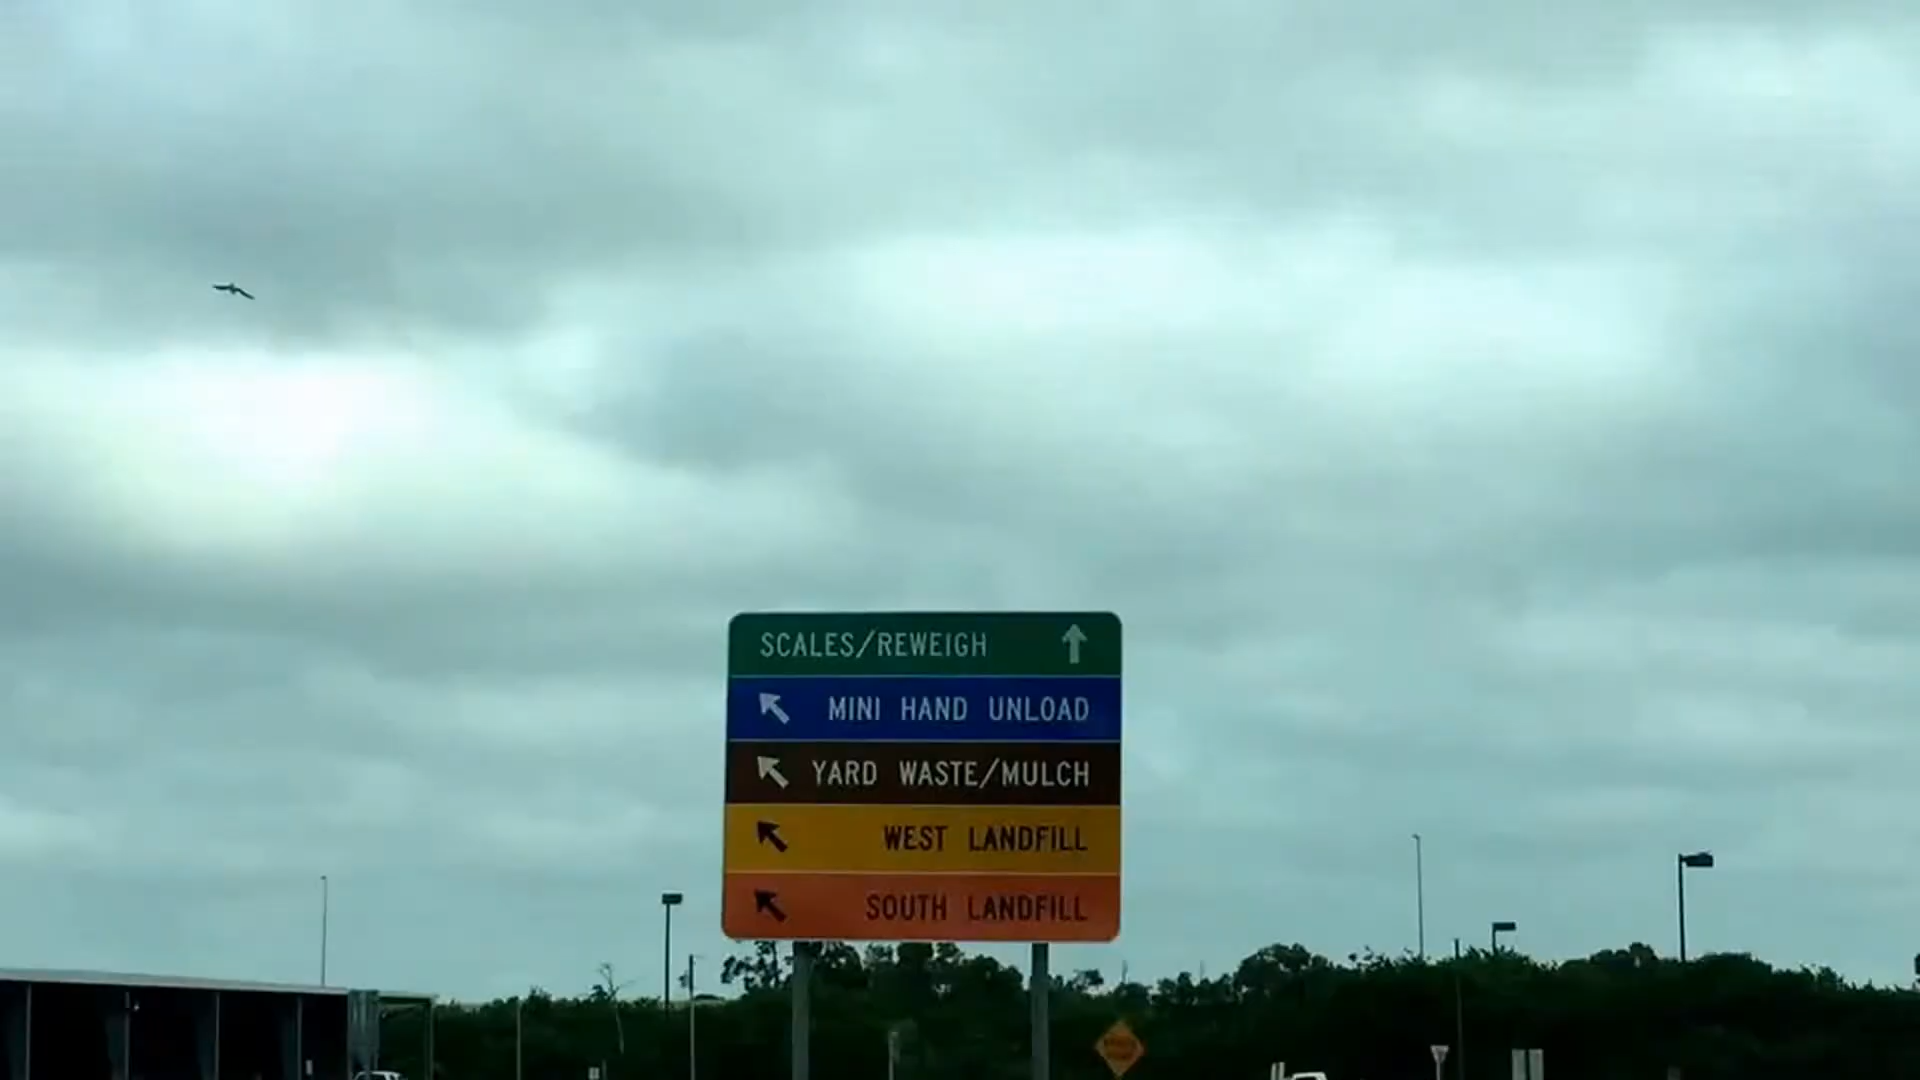 SCALES/REWEIGH
MINI HAND UNLOAD
YARD WASTE/MULCH
WEST LANDFILL
SOUTH LANDFILL